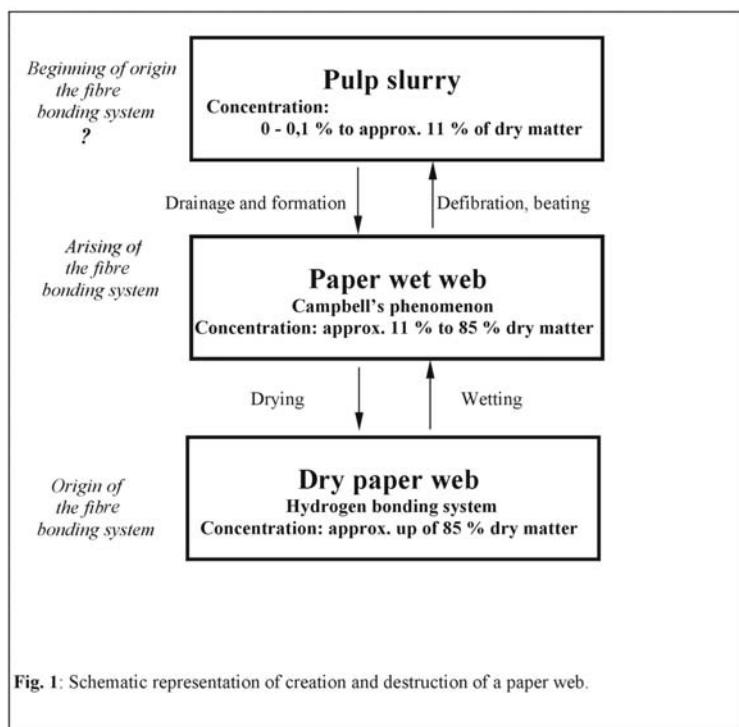 Beginning of origin
the fibre
bonding system
?
Pulp slurry
Concentration:
0 - 0,1 % to approx. 11 % of dry matter
Drainage and formation
Defibration, beating
Arising of
the fibre
bonding system
Paper wet web
Campbell's phenomenon
Concentration: approx. 11 % to 85 % dry matter
Drying
Wetting
Origin of
the fibre
bonding system
Dry paper web
Hydrogen bonding system
Concentration: approx. up of 85 % dry matter
Fig. 1: Schematic representation of creation and destruction of a paper web.